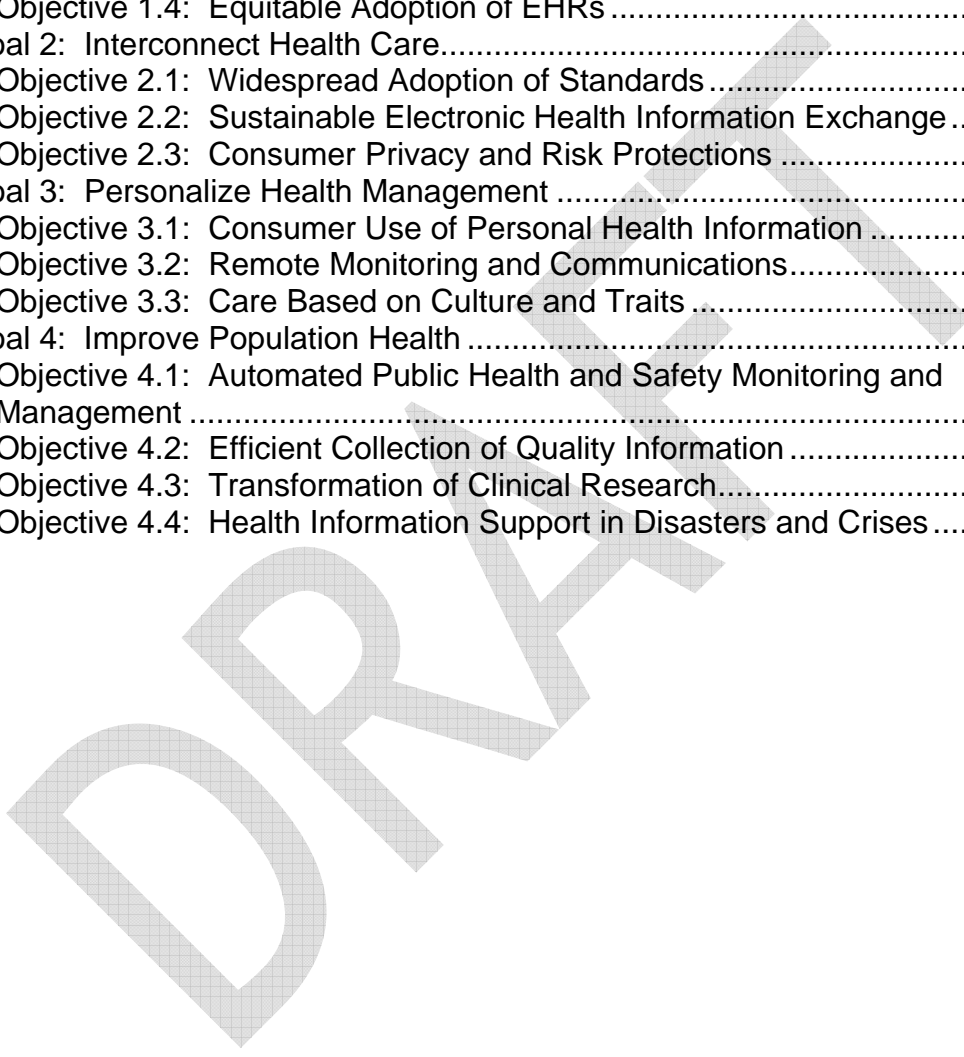 Objective 1.4: Equitable Adoption of EHRs ........................................
al 2: Interconnect Health Care............................................................
Objective 2.1: Widespread Adoption of Standards ...............................
Objective 2.2: Sustainable Electronic Health Information Exchange ..
Objective 2.3: Consumer Privacy and Risk Protections ......................
al 3: Personalize Health Management ................................................
Objective 3.1: Consumer Use of Personal Health Information ...........
Objective 3.2: Remote Monitoring and Communications.....................
Objective 3.3: Care Based on Culture and Traits ................................
al 4: Improve Population Health ..........................................................
Objective 4.1: Automated Public Health and Safety Monitoring and
Management .........................................................................................
Objective 4.2: Efficient Collection of Quality Information .....................
Objective 4.3: Transformation of Clinical Research..............................
Objective 4.4: Health Information Support in Disasters and Crises ....
DRAFT